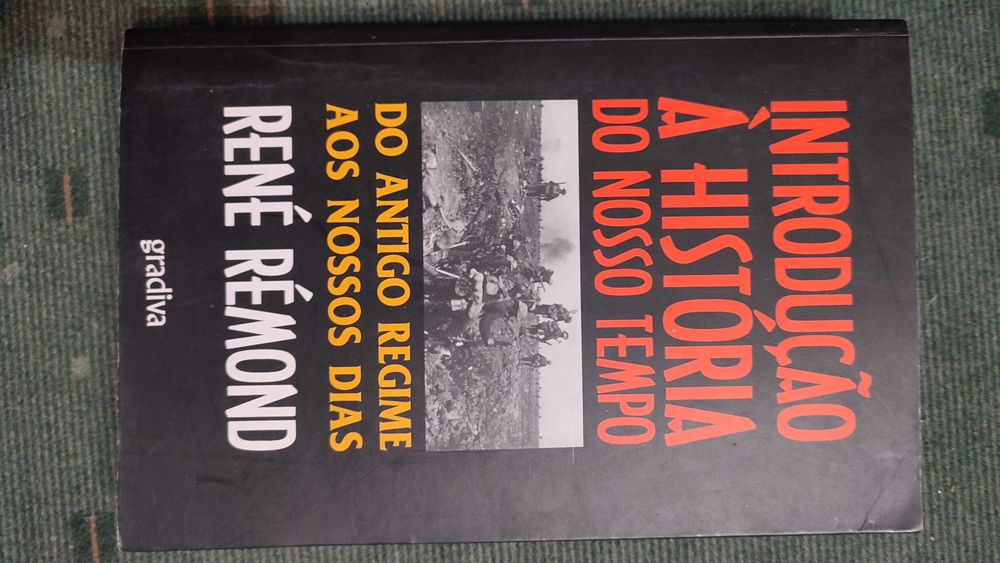 INTRODUÇÃO
À HISTÓRIA
DO NOSSO TEMPO
DO ANTIGO REGIME
AOS NOSSOS DIAS
RENÉ RÉMOND
gradiva